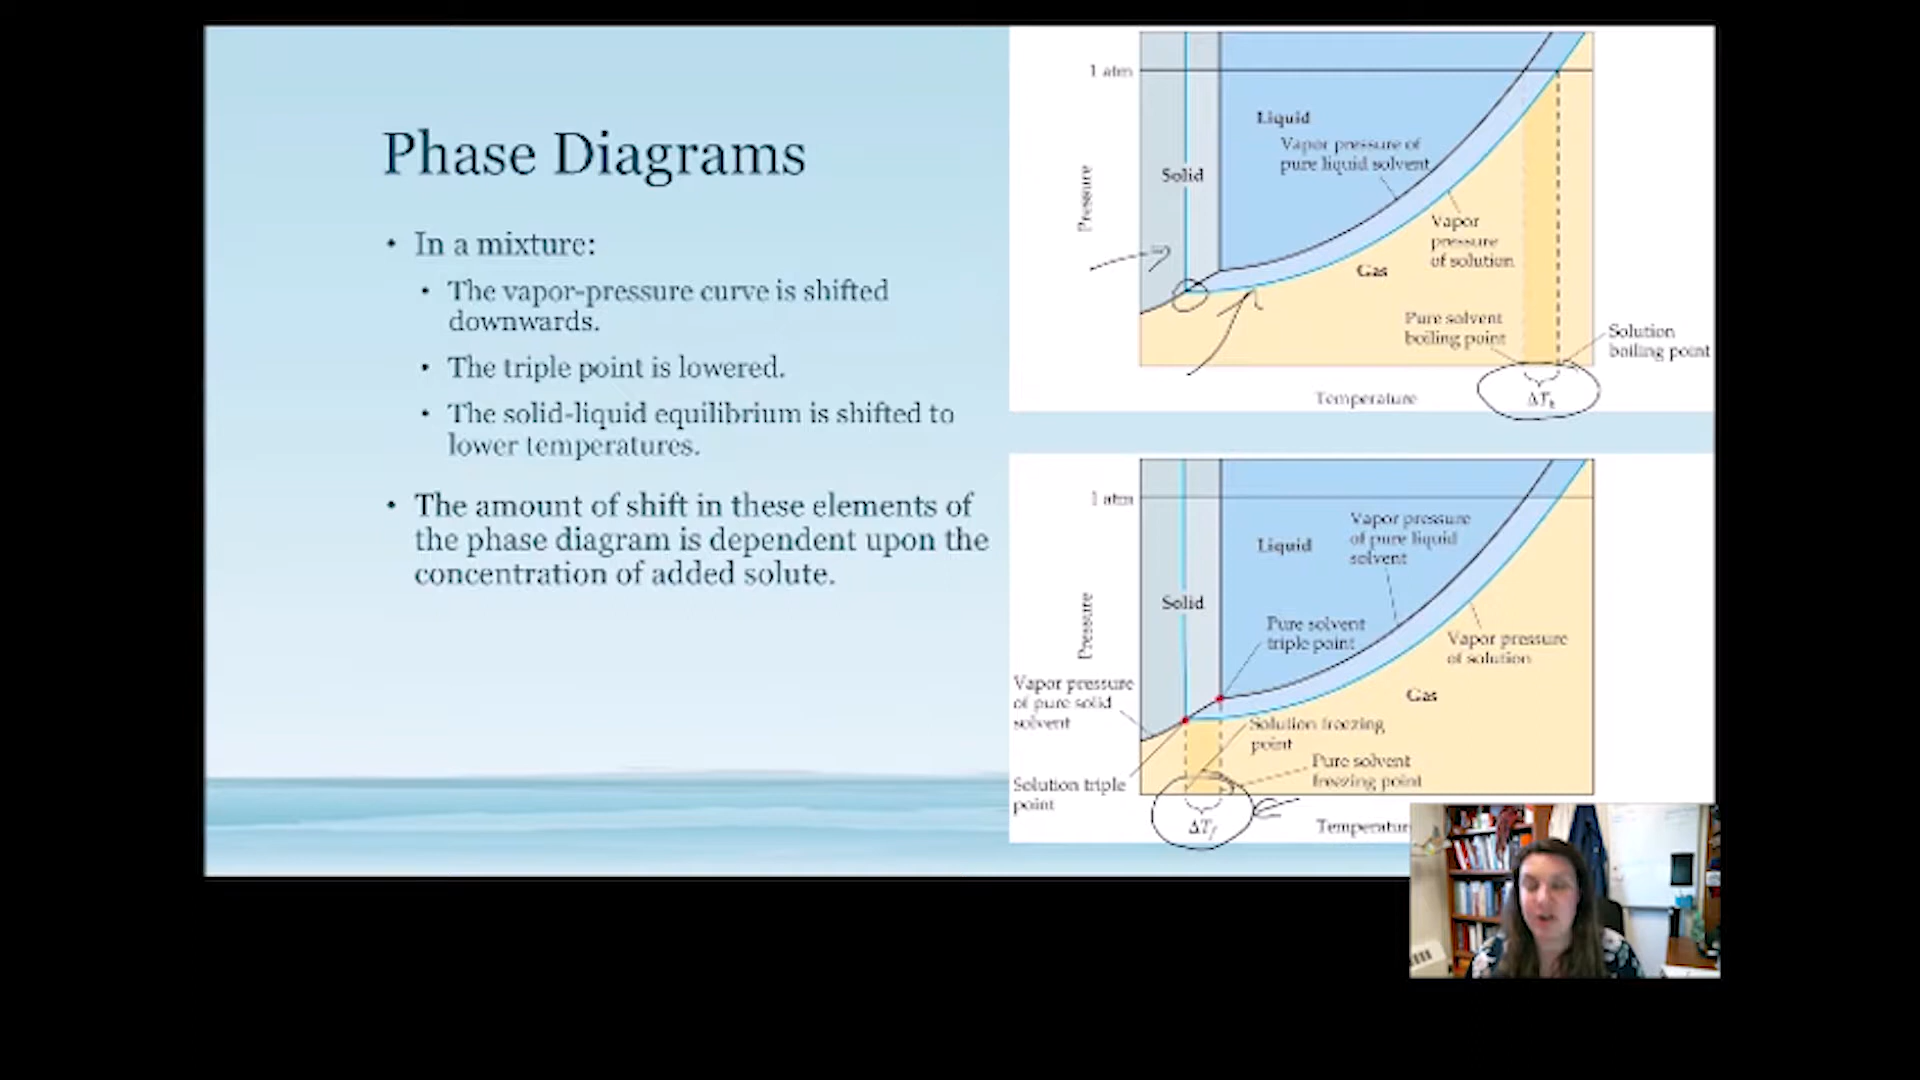 Phase Diagrams
• In a mixture:
• The vapor-pressure curve is shifted
downwards.
• The triple point is lowered.
• The solid-liquid equilibrium is shifted to
lower temperatures.
• The amount of shift in these elements of
the phase diagram is dependent upon the
concentration of added solute.
1 atm
Pressure
Solid
Liquid
Vapor pressure of
pure liquid solvent
Vapor
pressure
of solution
Gas
Pure solvent
boiling point
Solution
boiling point
Temperature
ΔTb
1 atm
Pressure
Solid
Liquid
Vapor pressure
of pure liquid
solvent
Pure solvent
triple point
Vapor pressure
of solution
Vapor pressure
of pure solid
solvent
Gas
Solution freezing
point
Pure solvent
freezing point
Solution triple
point
ΔTf
Temperatur